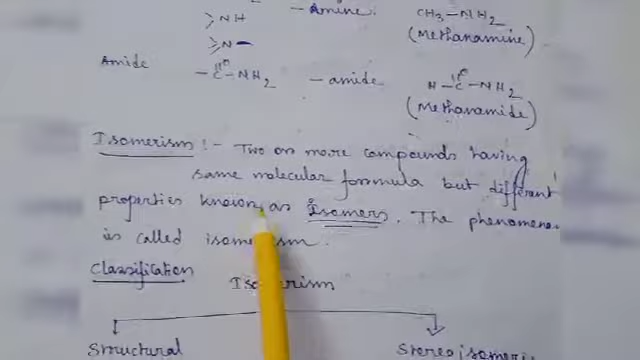 >NH - Amine. CH3-NH2
(Methanamine)
>N-
Amide -C-NH2 - amide H-C-NH2
O O
(Methanamide)
Isomerism :- Two or more compounds having
same molecular formula but different
properties known as Isomers. The phenomenon
is called isomerism.
Classification Isomerism
Structural Stereoisomeri